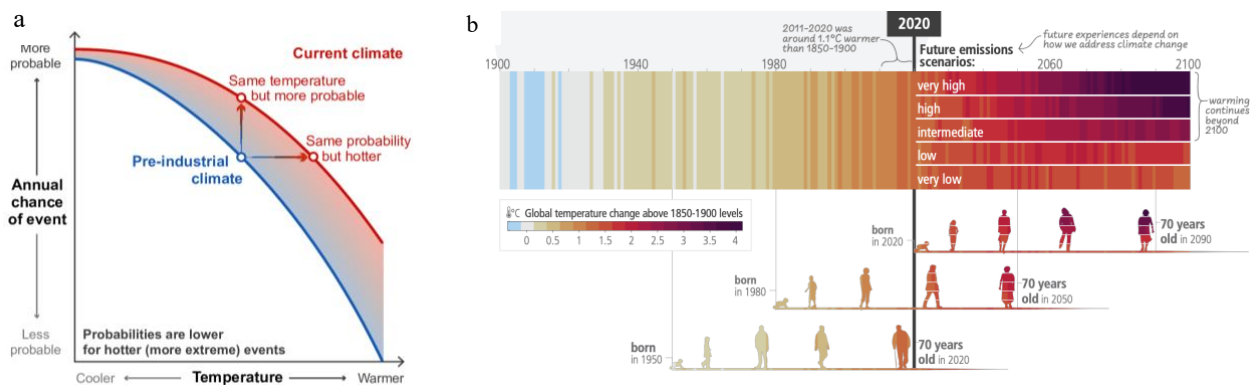 a
More
probable
Annual
chance
of event
Less
probable
Current climate
Same temperature
but more probable
Same probability
but hotter
Pre-industrial
climate
Probabilities are lower
for hotter (more extreme) events
Cooler
Temperature
Warmer
b
2020
2011-2020 was
around 1.1°C warmer
than 1850-1900
Future emissions
scenarios:
future experiences depend on
how we address climate change
1900
1940
1980
2060
2100
very high
high
intermediate
low
very low
warming
continues
beyond
2100
°C Global temperature change above 1850-1900 levels
0 0.5 1 1.5 2 2.5 3 3.5 4
born
in 2020
70 years
old in 2090
born
in 1980
70 years
old in 2050
born
in 1950
70 years
old in 2020